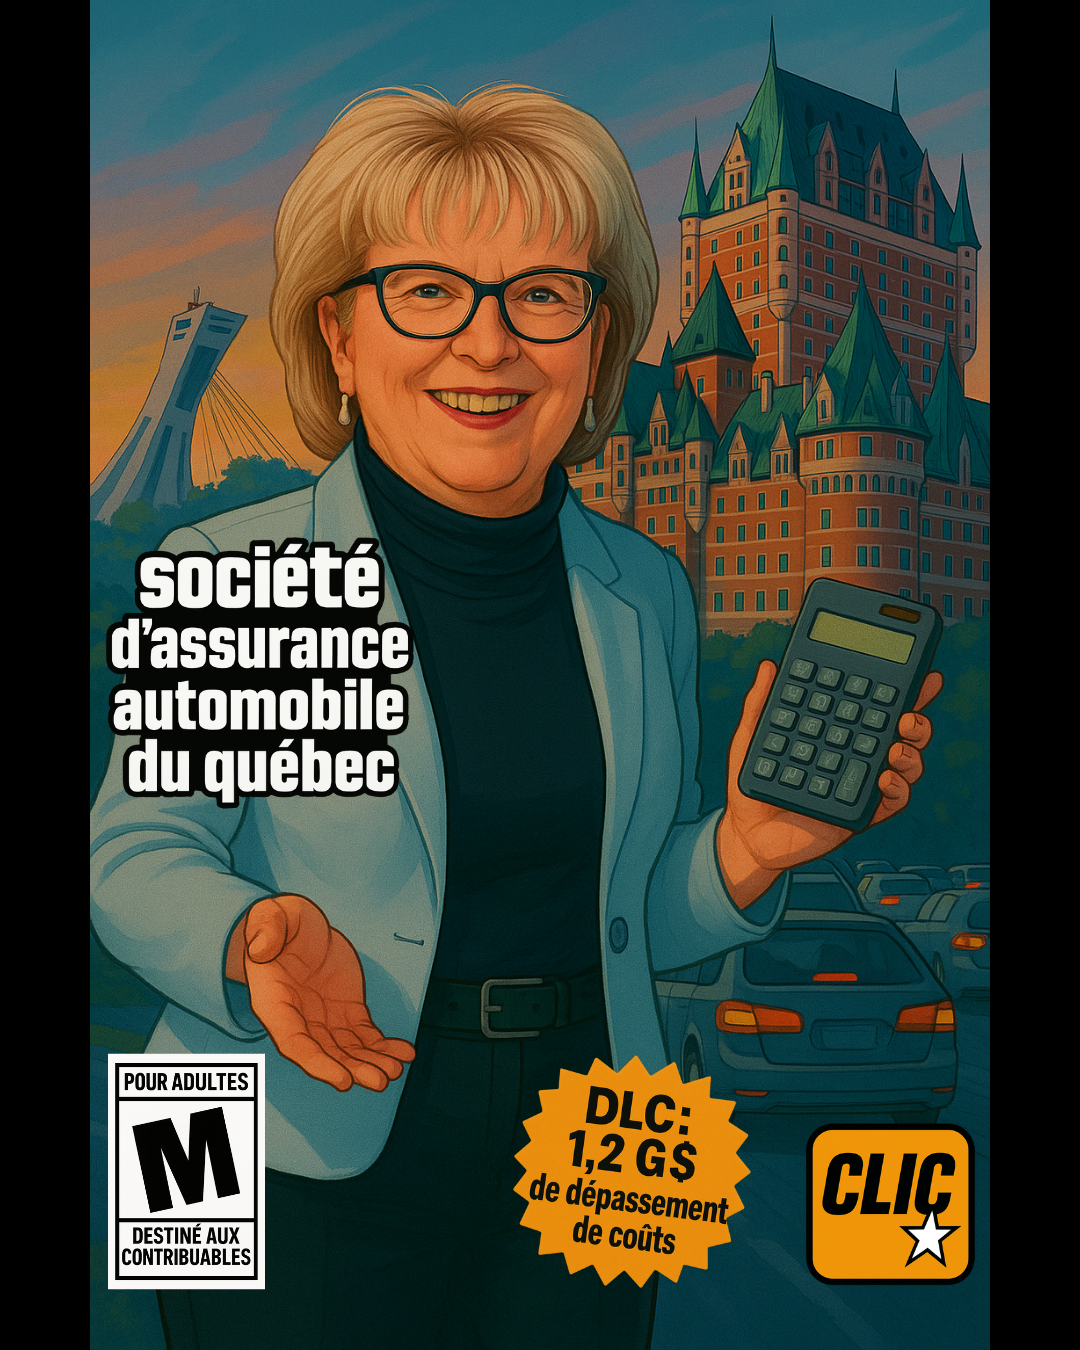 société
d’assurance
automobile
du québec
POUR ADULTES
M
DESTINÉ AUX
CONTRIBUABLES
DLC:
1,2 G$
de dépassement
de coûts
CLIC